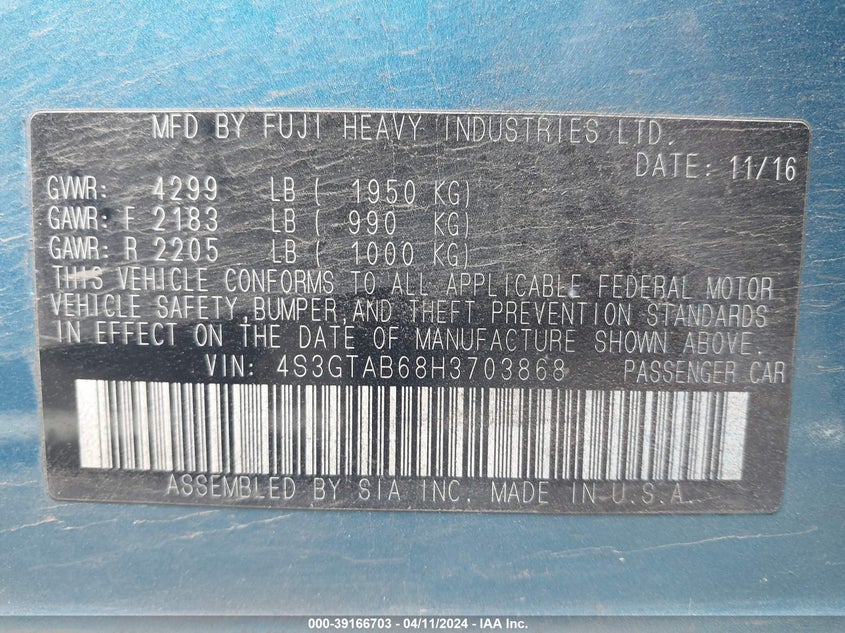 MFD BY FUJI HEAVY INDUSTRIES LTD.
DATE: 11/16
GVWR: 4299 LB ( 1950 KG)
GAWR: F 2183 LB ( 990 KG)
GAWR: R 2205 LB ( 1000 KG)
THIS VEHICLE CONFORMS TO ALL APPLICABLE FEDERAL MOTOR
VEHICLE SAFETY,BUMPER,AND THEFT PREVENTION STANDARDS
IN EFFECT ON THE DATE OF MANUFACTURE SHOWN ABOVE.
VIN: 4S3GTAB68H3703868 PASSENGER CAR
ASSEMBLED BY SIA INC. MADE IN U.S.A.
000-39166703 - 04/11/2024 - IAA Inc.